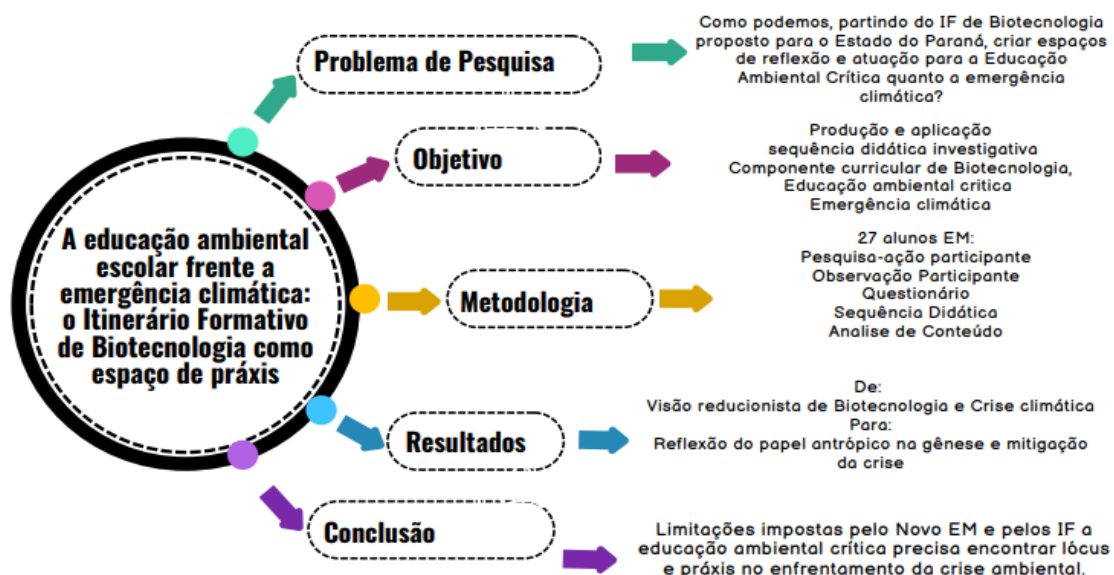 A educação ambiental
escolar frente a
emergência climática:
o Itinerário Formativo
de Biotecnologia como
espaço de práxis
Problema de Pesquisa
Como podemos, partindo do IF de Biotecnologia
proposto para o Estado do Paraná, criar espaços
de reflexão e atuação para a Educação
Ambiental Crítica quanto a emergência
climática?
Objetivo
Produção e aplicação
sequência didática investigativa
Componente curricular de Biotecnologia,
Educação ambiental critica
Emergência climática
Metodologia
27 alunos EM:
Pesquisa-ação participante
Observação Participante
Questionário
Sequência Didática
Analise de Conteúdo
Resultados
De:
Visão reducionista de Biotecnologia e Crise climática
Para:
Reflexão do papel antrópico na gênese e mitigação
da crise
Conclusão
Limitações impostas pelo Novo EM e pelos IF a
educação ambiental crítica precisa encontrar lócus
e práxis no enfrentamento da crise ambiental.